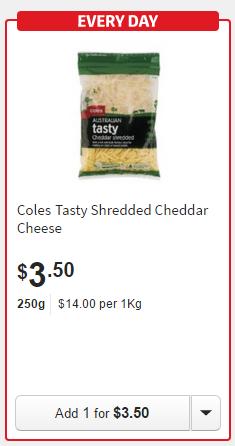 EVERY DAY
coles
AUSTRALIAN
tasty
Cheddar shredded
Coles Tasty Shredded Cheddar
Cheese
$3.50
250g $14.00 per 1Kg
Add 1 for $3.50